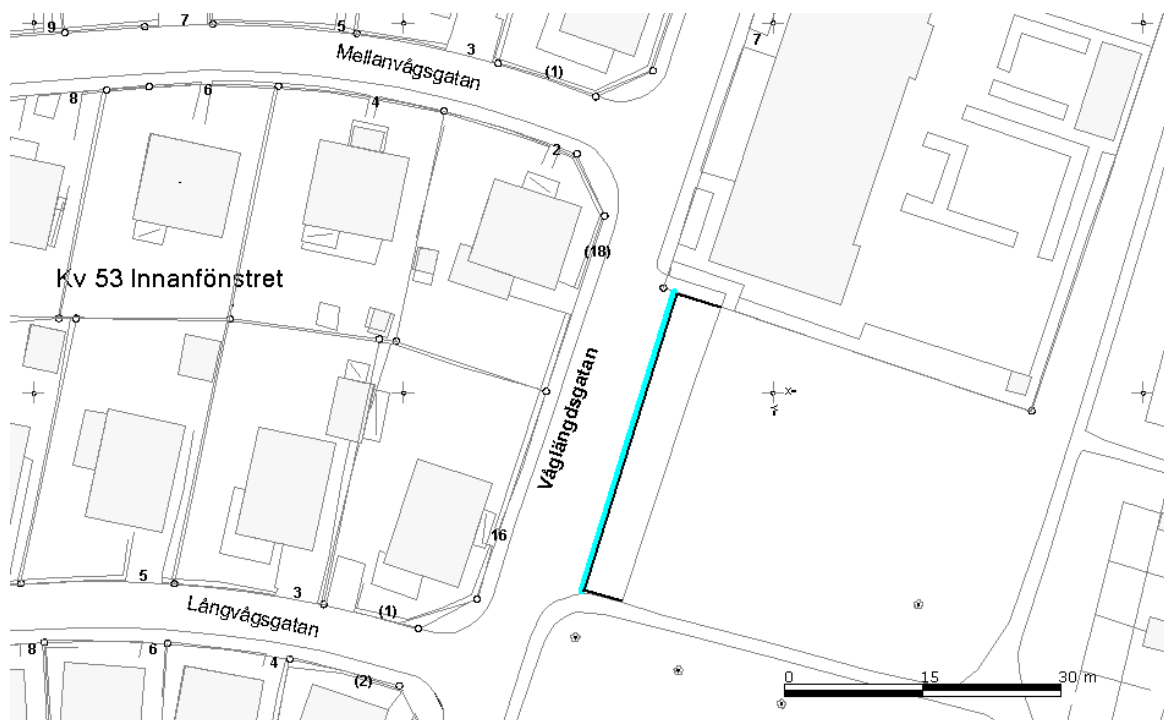 9
7
5
3
(1)
7
Mellanvågsgatan
8
6
4
2
(18)
Kv 53 Innanfönstret
Våglängdsgatan
X
Y
16
5
3
(1)
Långvågsgatan
8
6
4
(2)
0 15 30 m